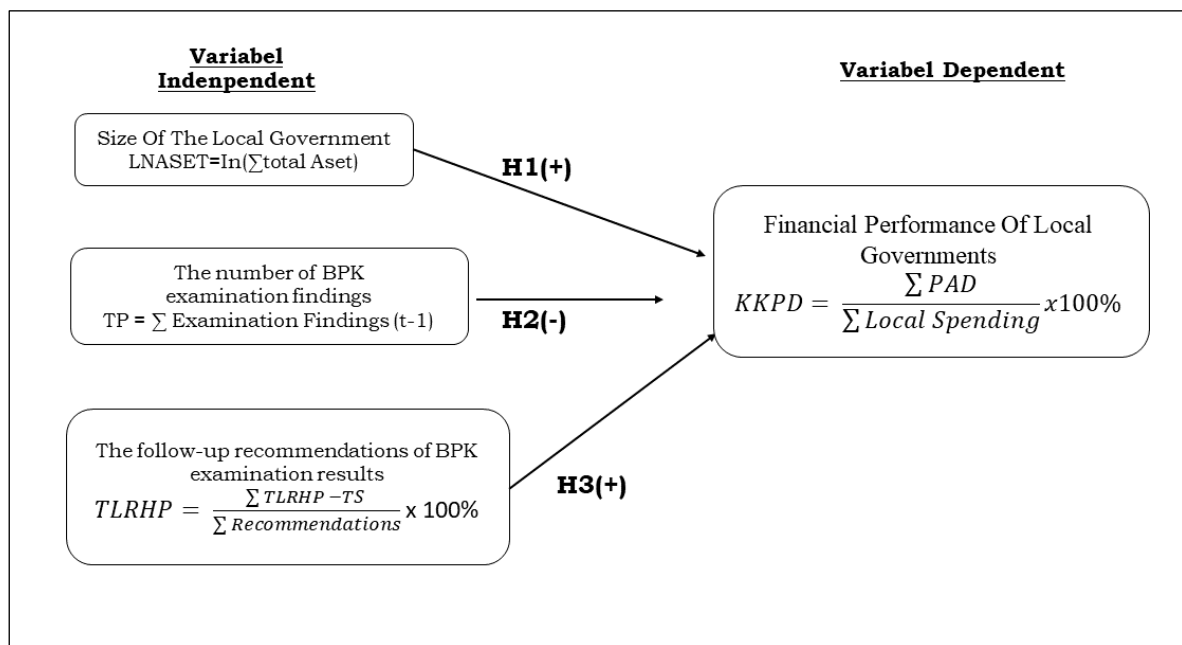 Variabel
Indenpendent
Size Of The Local Government
LNASET=In(∑total Aset)
H1(+)
The number of BPK
examination findings
TP = ∑ Examination Findings (t-1)
H2(-)
The follow-up recommendations of BPK
examination results
TLRHP = ∑ TLRHP −TS / ∑ Recommendations x 100%
H3(+)
Variabel Dependent
Financial Performance Of Local
Governments
KKPD = ∑ PAD / ∑ Local Spending x100%